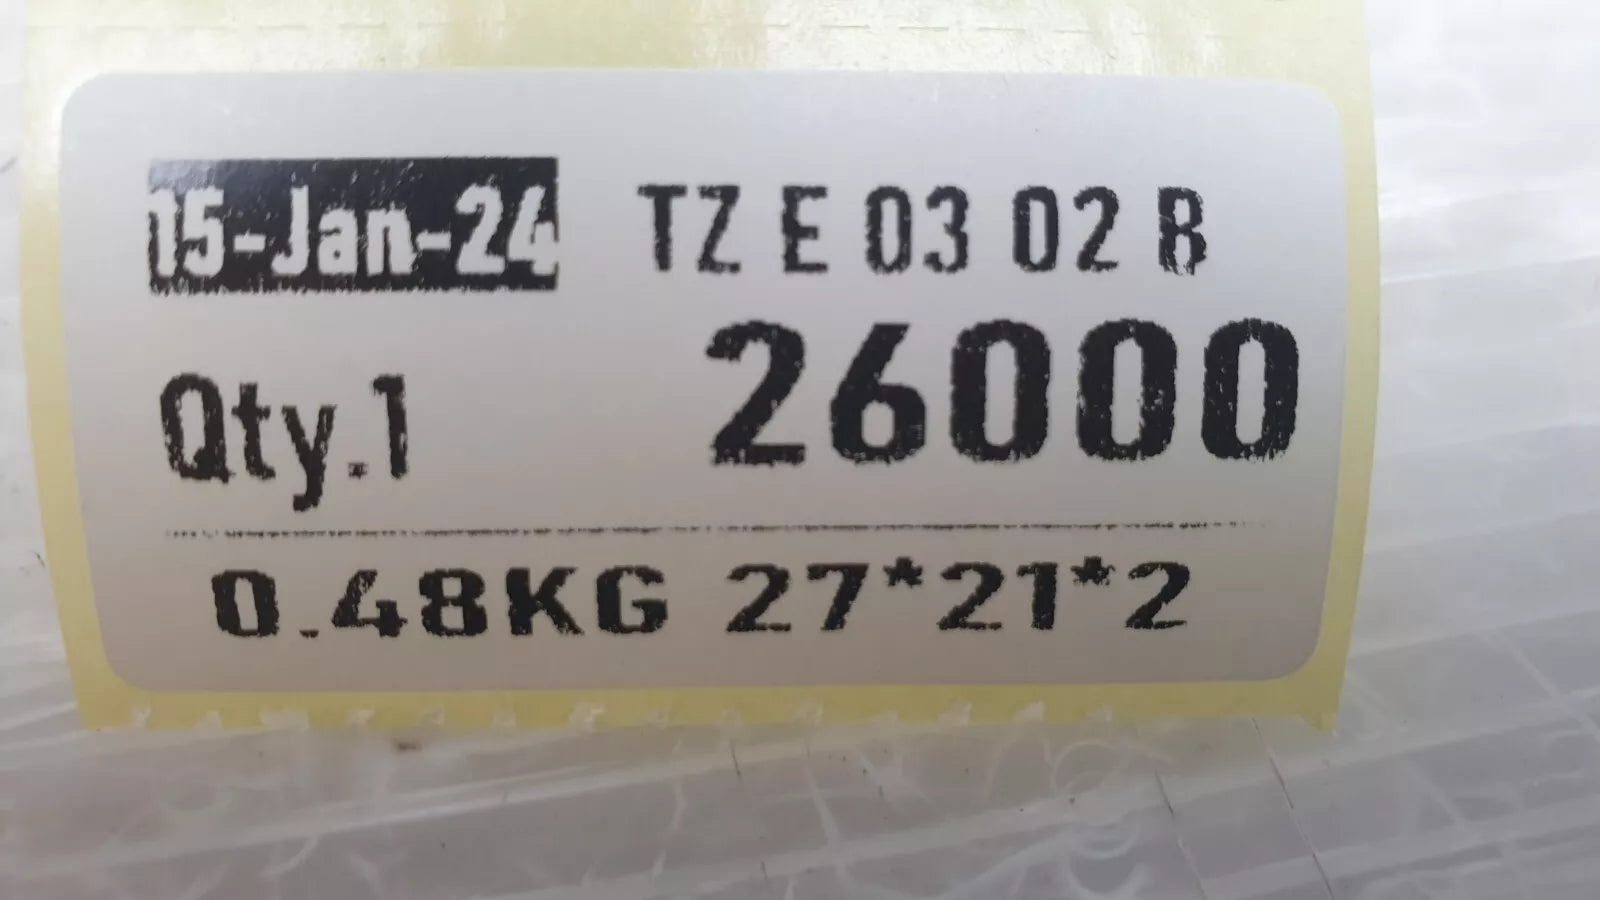 15-Jan-24 TZ E 03 02 B
Qty.1 26000
0.48KG 27*21*2